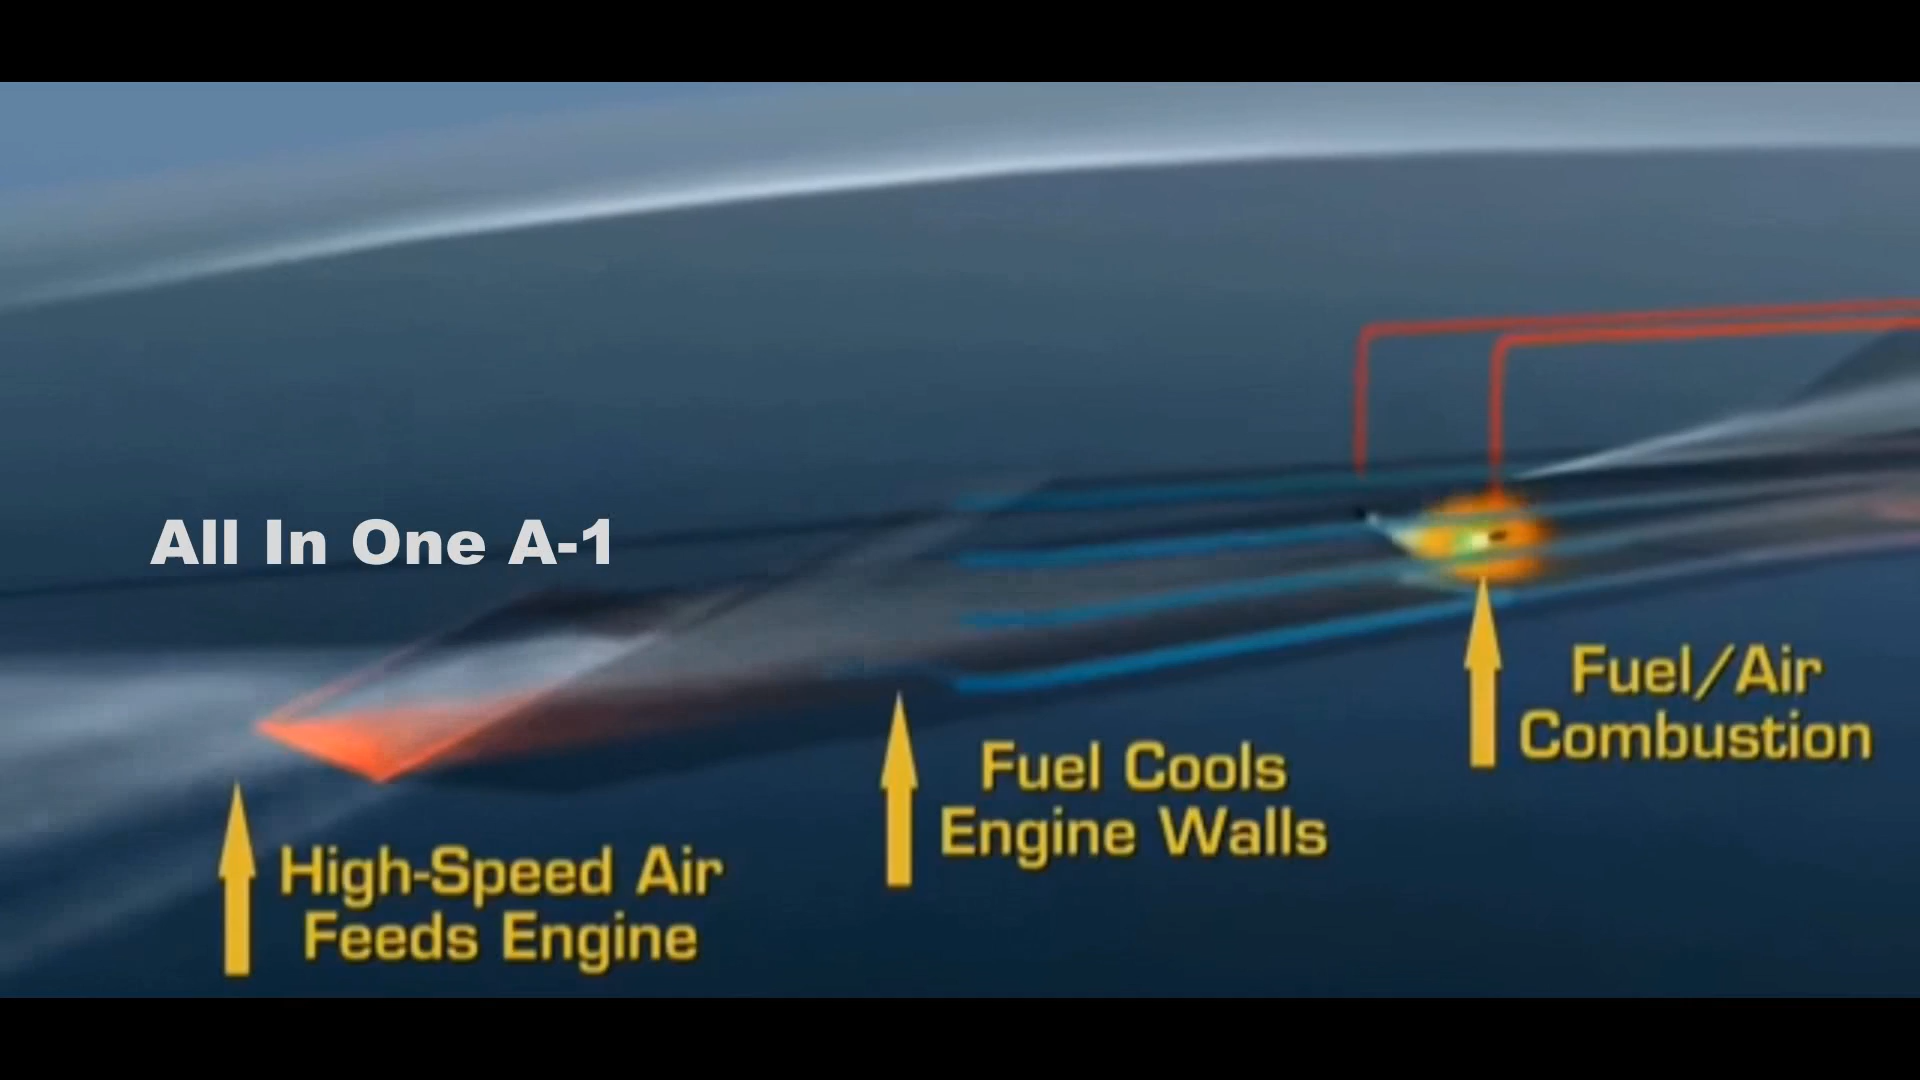 All In One A-1
Fuel/Air
Combustion
Fuel Cools
Engine Walls
High-Speed Air
Feeds Engine